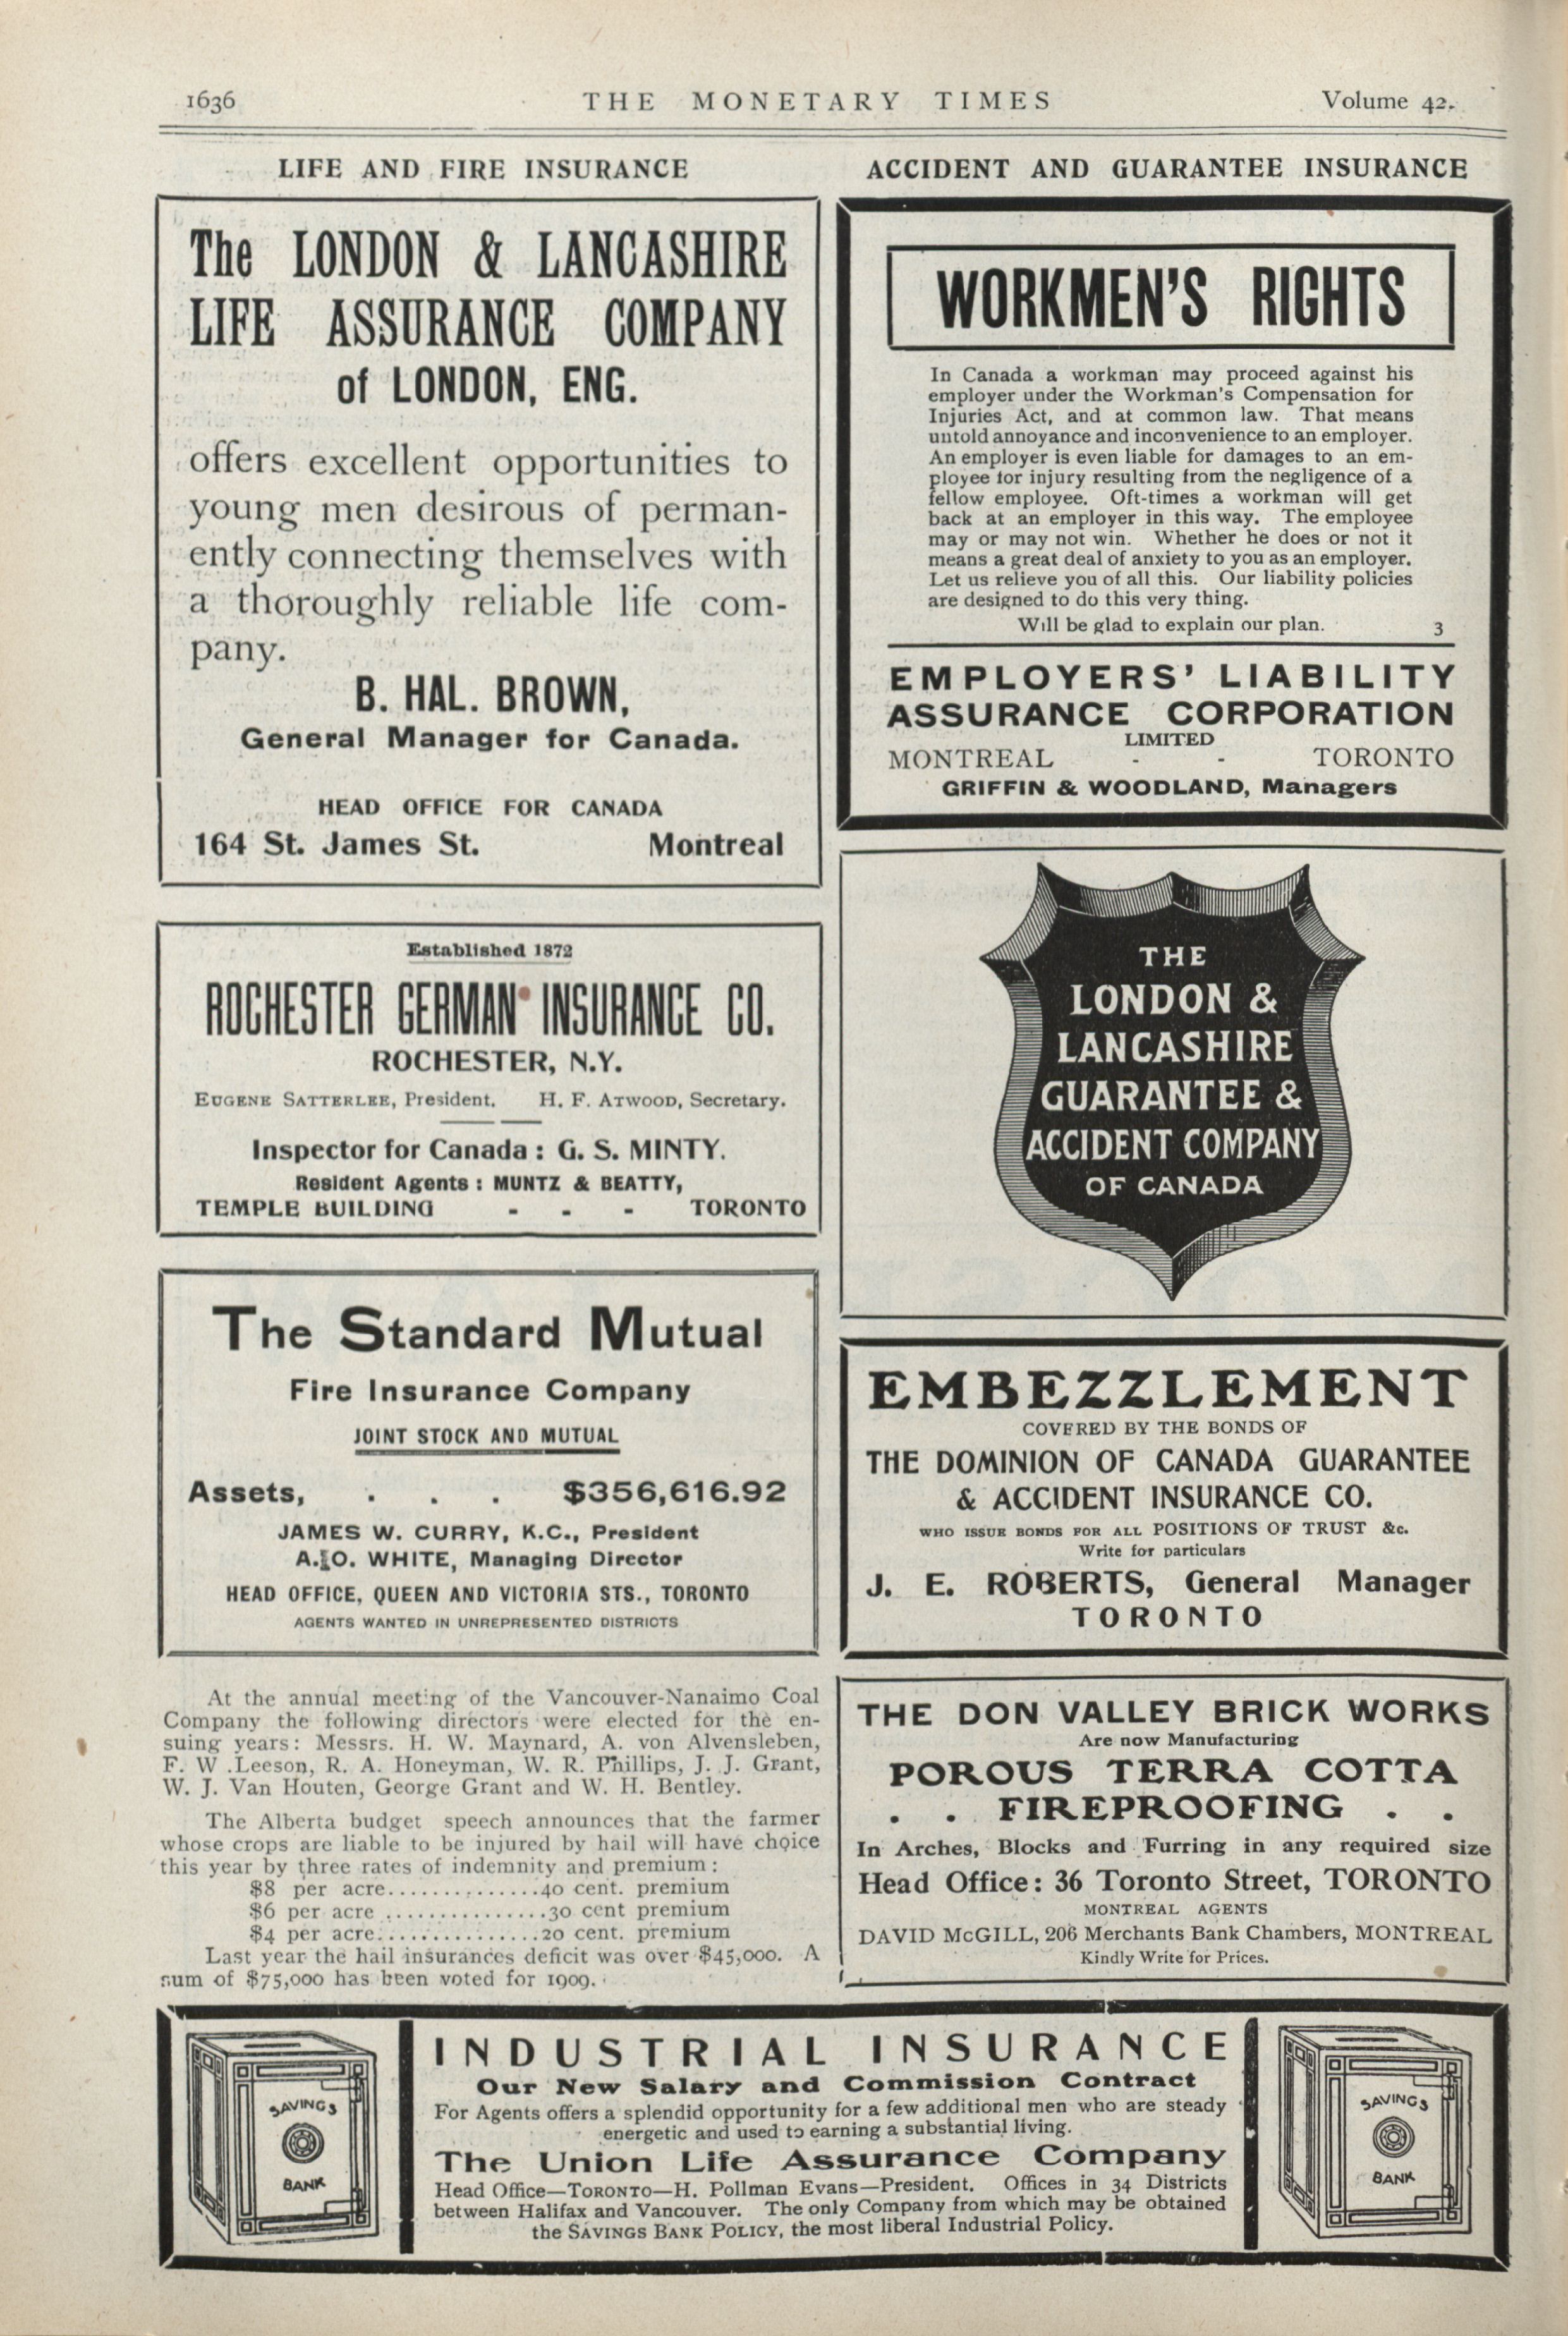 1636
THE MONETARY TIMES
Volume 42.
LIFE AND FIRE INSURANCE
The LONDON & LANCASHIRE
LIFE ASSURANCE COMPANY
of LONDON, ENG.
offers excellent opportunities to
young men desirous of perman-
ently connecting themselves with
a thoroughly reliable life com-
pany.
B. HAL. BROWN,
General Manager for Canada.
HEAD OFFICE FOR CANADA
164 St. James St. Montreal
Established 1872
ROCHESTER GERMAN INSURANCE CO.
ROCHESTER, N.Y.
EUGENE SATTERLEE, President. H. F. ATWOOD, Secretary.
Inspector for Canada : G. S. MINTY.
Resident Agents : MUNTZ & BEATTY,
TEMPLE BUILDING - - - TORONTO
The Standard Mutual
Fire Insurance Company
JOINT STOCK AND MUTUAL
Assets, . . . $356,616.92
JAMES W. CURRY, K.C., President
A. O. WHITE, Managing Director
HEAD OFFICE, QUEEN AND VICTORIA STS., TORONTO
AGENTS WANTED IN UNREPRESENTED DISTRICTS
At the annual meeting of the Vancouver-Nanaimo Coal
Company the following directors were elected for the en-
suing years: Messrs. H. W. Maynard, A. von Alvensleben,
F. W .Leeson, R. A. Honeyman, W. R. Phillips, J. J. Grant,
W. J. Van Houten, George Grant and W. H. Bentley.
The Alberta budget speech announces that the farmer
whose crops are liable to be injured by hail will have choice
this year by three rates of indemnity and premium:
$8 per acre...............40 cent. premium
$6 per acre ...............30 cent premium
$4 per acre...............20 cent. premium
Last year the hail insurances deficit was over $45,000. A
sum of $75,000 has been voted for 1909.
ACCIDENT AND GUARANTEE INSURANCE
WORKMEN'S RIGHTS
In Canada a workman may proceed against his
employer under the Workman's Compensation for
Injuries Act, and at common law. That means
untold annoyance and inconvenience to an employer.
An employer is even liable for damages to an em-
ployee for injury resulting from the negligence of a
fellow employee. Oft-times a workman will get
back at an employer in this way. The employee
may or may not win. Whether he does or not it
means a great deal of anxiety to you as an employer.
Let us relieve you of all this. Our liability policies
are designed to do this very thing.
Will be glad to explain our plan. 3
EMPLOYERS' LIABILITY
ASSURANCE CORPORATION
LIMITED
MONTREAL - - TORONTO
GRIFFIN & WOODLAND, Managers
THE
LONDON &
LANCASHIRE
GUARANTEE &
ACCIDENT COMPANY
OF CANADA
EMBEZZLEMENT
COVERED BY THE BONDS OF
THE DOMINION OF CANADA GUARANTEE
& ACCIDENT INSURANCE CO.
WHO ISSUE BONDS FOR ALL POSITIONS OF TRUST &c.
Write for particulars
J. E. ROBERTS, General Manager
TORONTO
THE DON VALLEY BRICK WORKS
Are now Manufacturing
POROUS TERRA COTTA
. . FIREPROOFING . .
In Arches, Blocks and Furring in any required size
Head Office: 36 Toronto Street, TORONTO
MONTREAL AGENTS
DAVID McGILL, 206 Merchants Bank Chambers, MONTREAL
Kindly Write for Prices.
SAVINGS
BANK
INDUSTRIAL INSURANCE
Our New Salary and Commission Contract
For Agents offers a splendid opportunity for a few additional men who are steady
energetic and used to earning a substantial living.
The Union Life Assurance Company
Head Office—TORONTO—H. Pollman Evans—President. Offices in 34 Districts
between Halifax and Vancouver. The only Company from which may be obtained
the SAVINGS BANK POLICY, the most liberal Industrial Policy.
SAVINGS
BANK